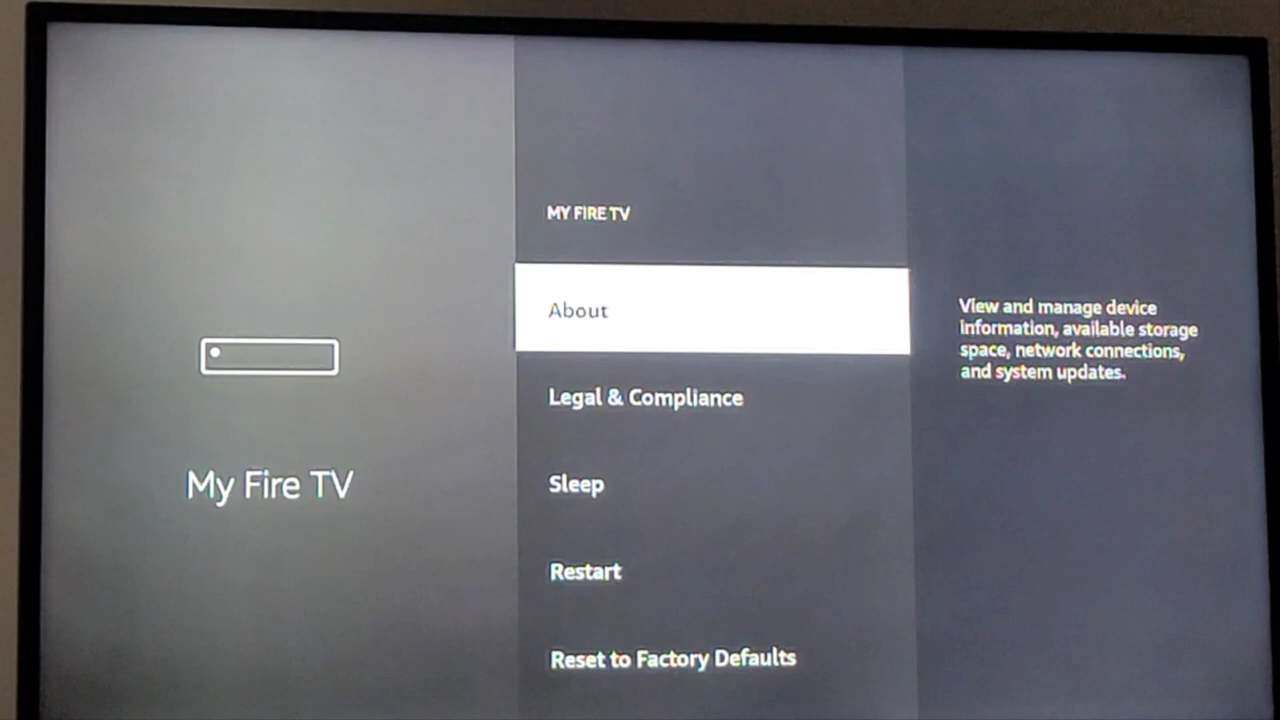 MY FIRE TV
About
Legal & Compliance
Sleep
Restart
Reset to Factory Defaults
My Fire TV
View and manage device
information, available storage
space, network connections,
and system updates.